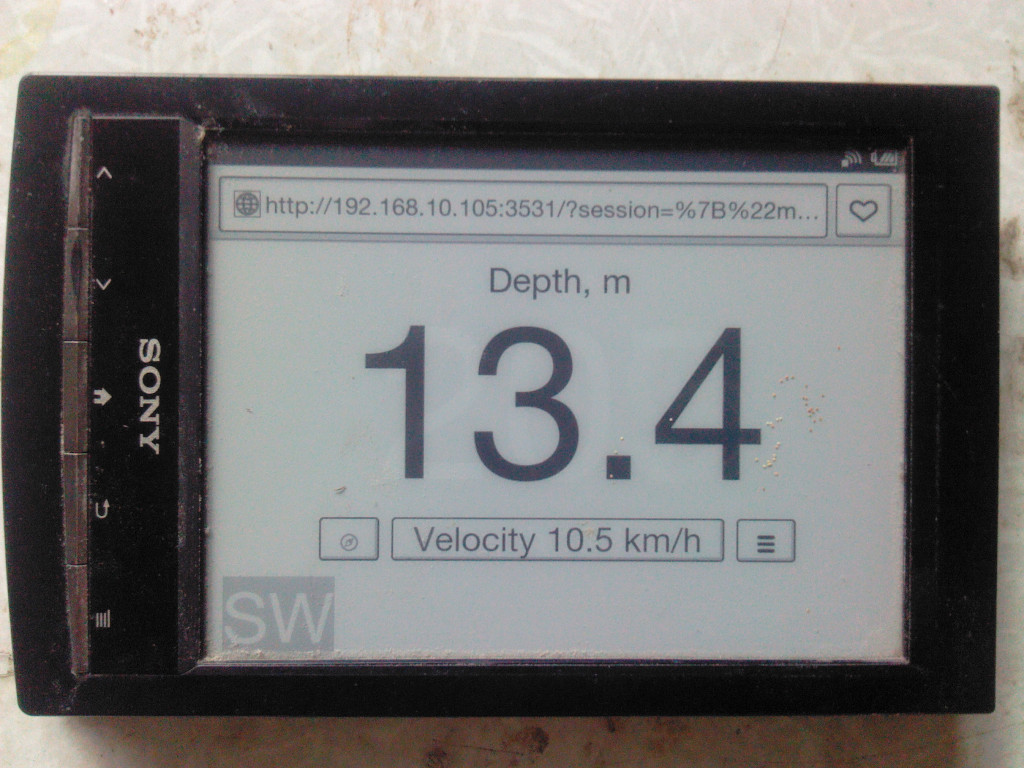 http://192.168.10.105:3531/?session=%7B%22m...
Depth, m
13.4
Velocity 10.5 km/h
SW
SONY